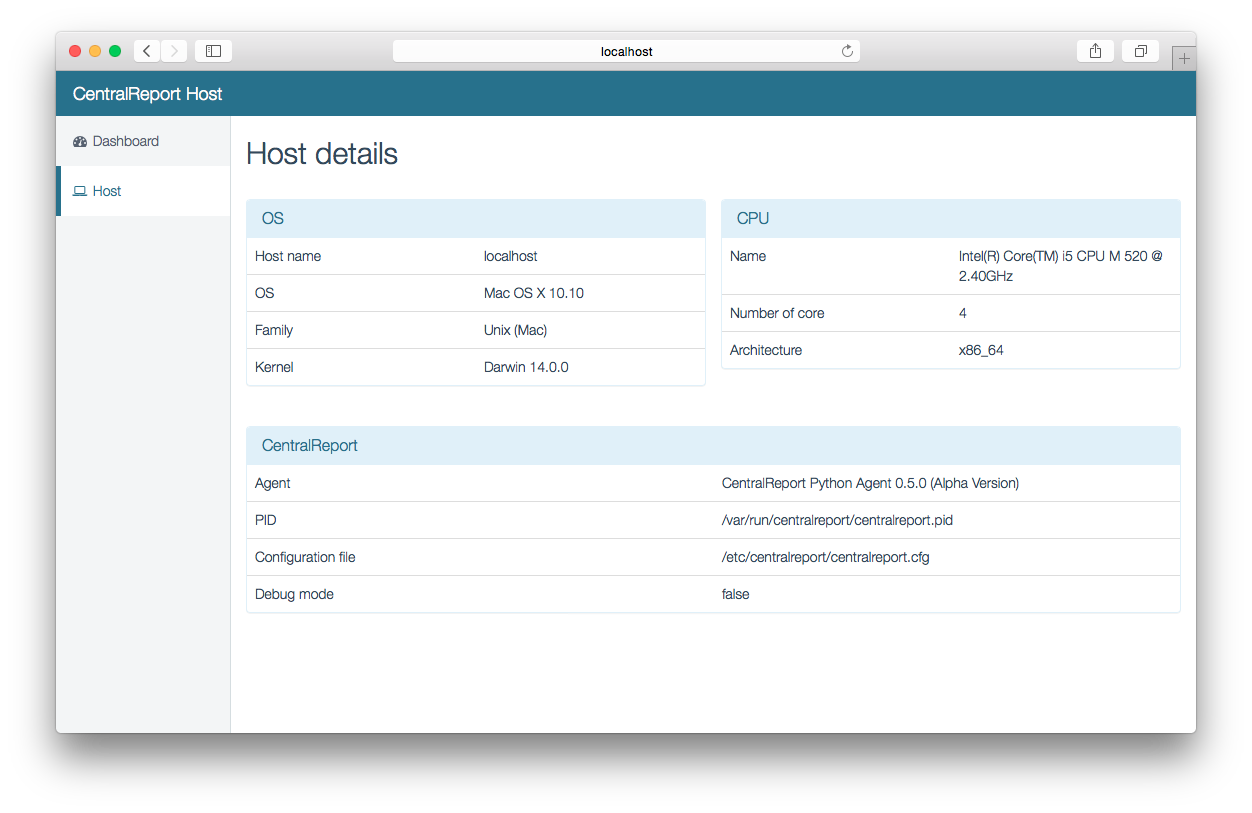 localhost
CentralReport Host
Dashboard
Host
Host details
OS
Host name localhost
OS Mac OS X 10.10
Family Unix (Mac)
Kernel Darwin 14.0.0
CPU
Name Intel(R) Core(TM) i5 CPU M 520 @
2.40GHz
Number of core 4
Architecture x86_64
CentralReport
Agent CentralReport Python Agent 0.5.0 (Alpha Version)
PID /var/run/centralreport/centralreport.pid
Configuration file /etc/centralreport/centralreport.cfg
Debug mode false